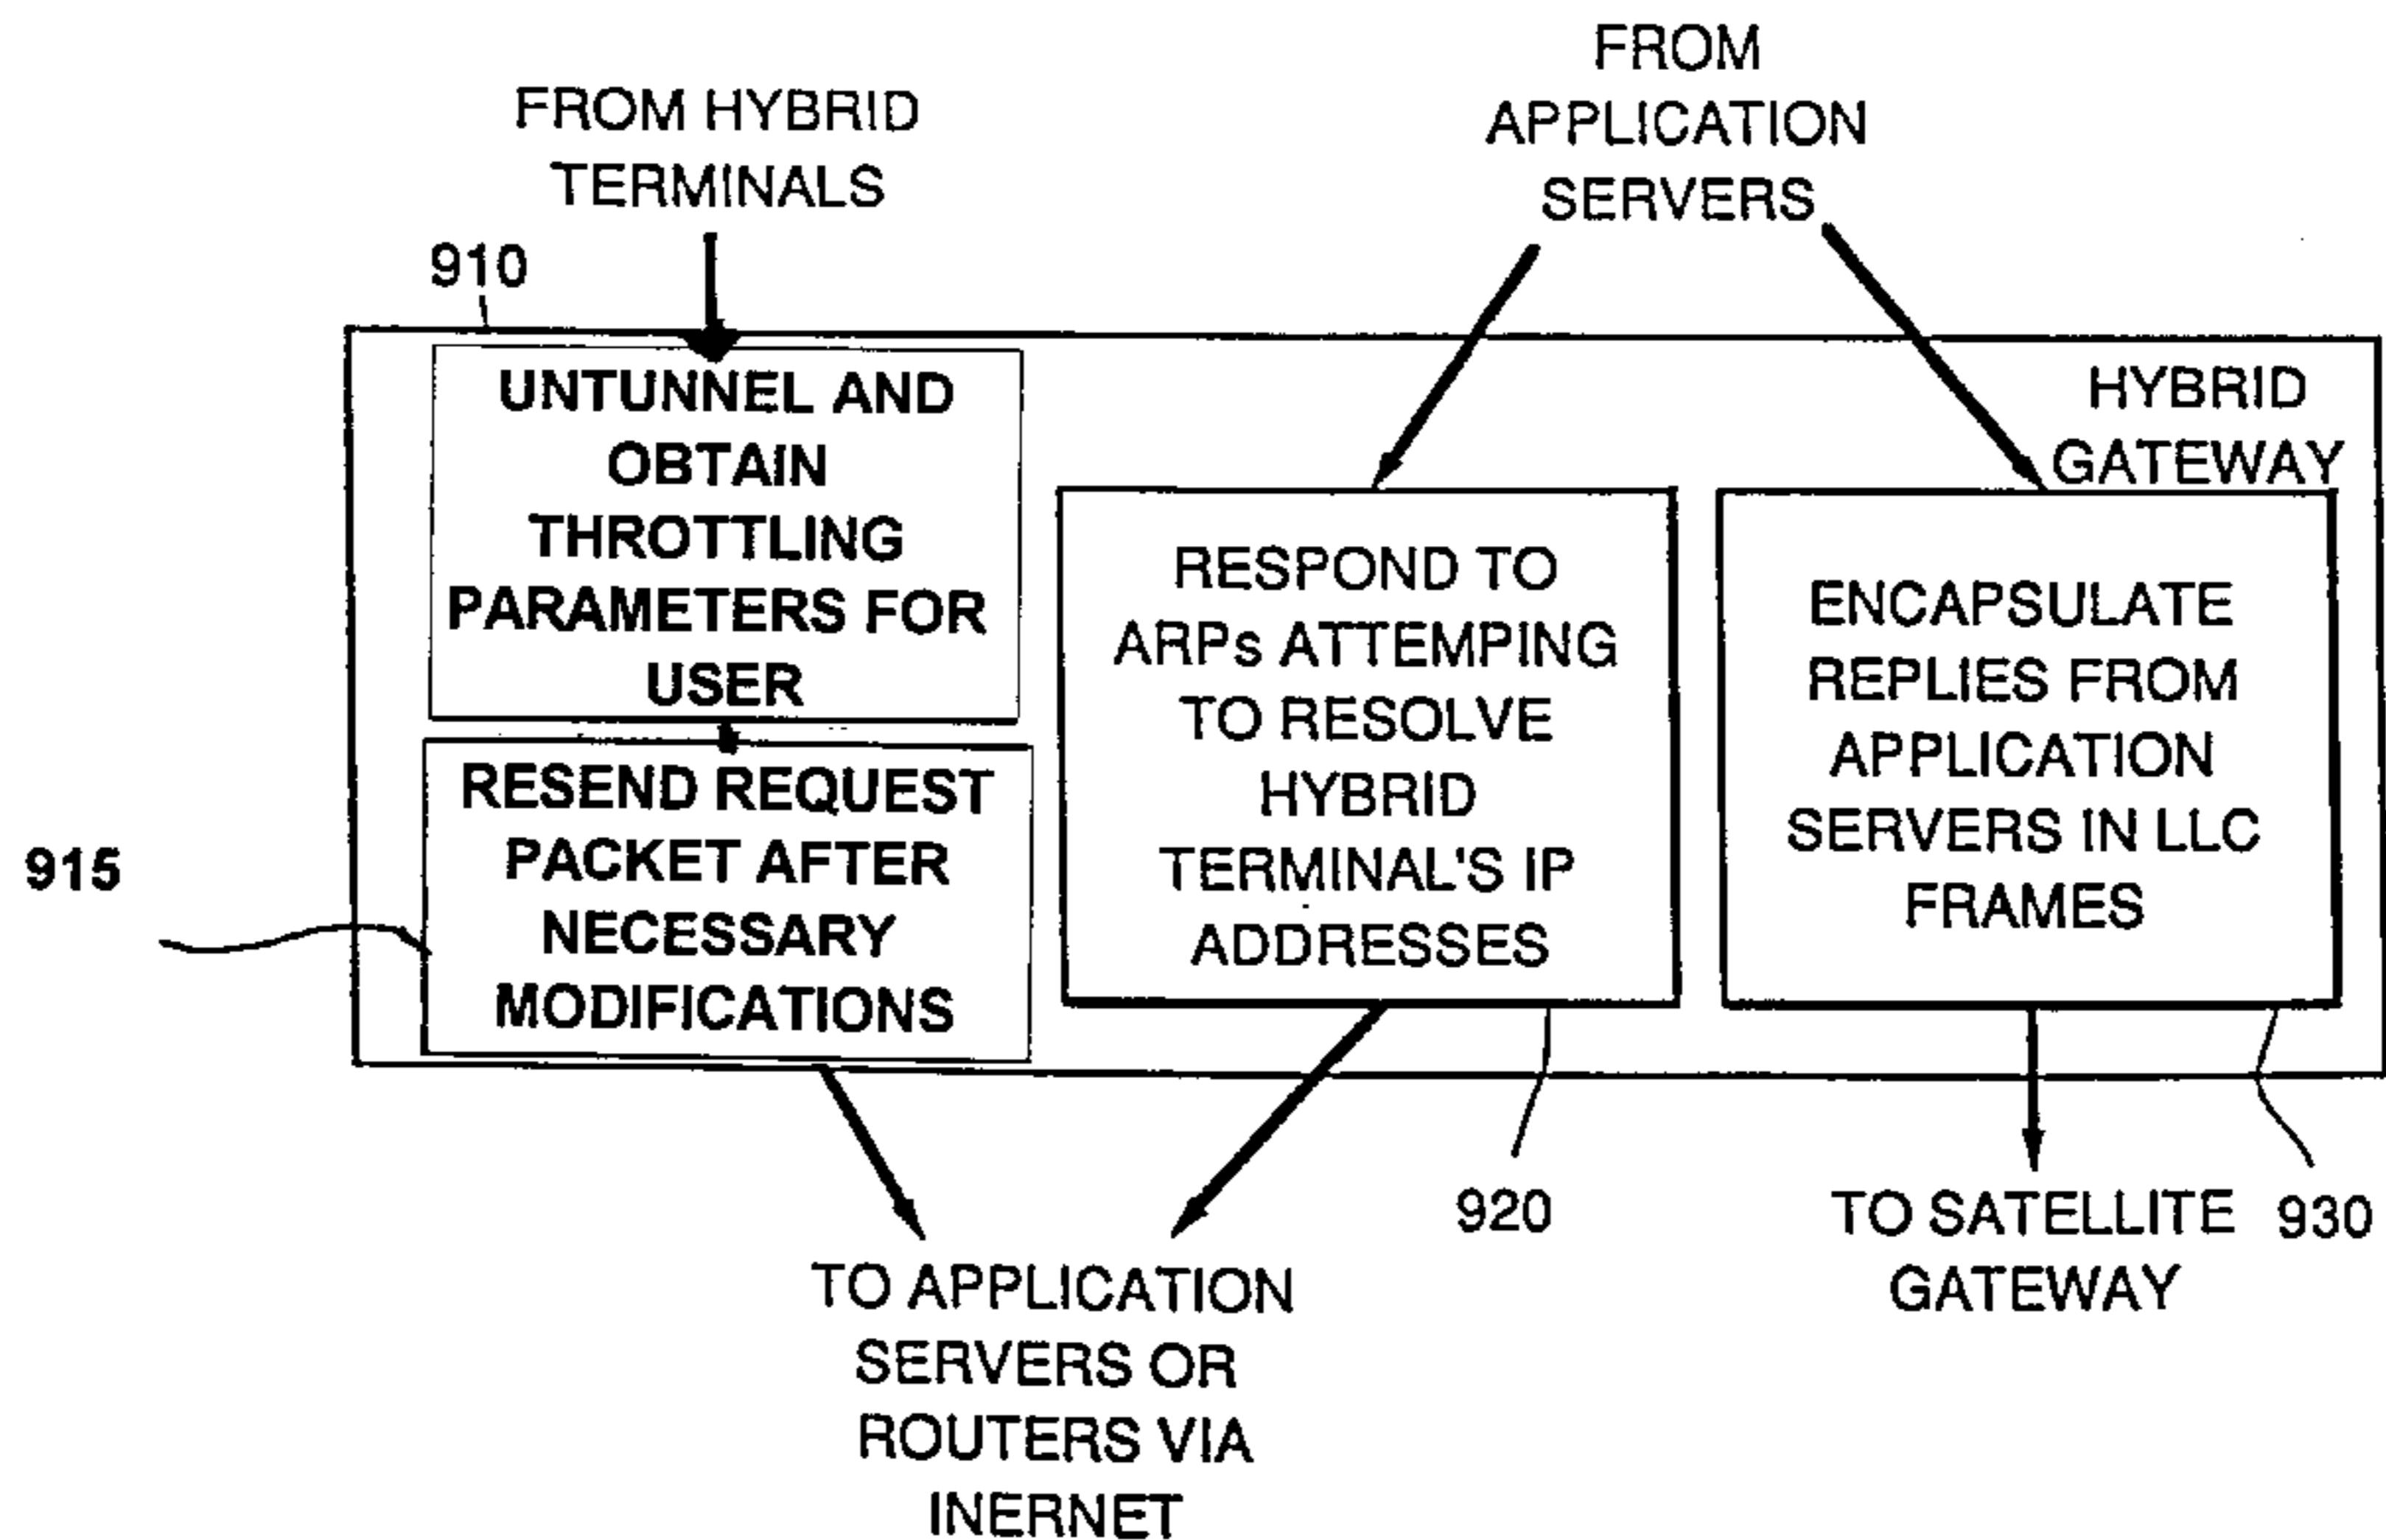 FROM HYBRID
TERMINALS
FROM
APPLICATION
SERVERS
910
HYBRID
GATEWAY
UNTUNNEL AND
OBTAIN
THROTTLING
PARAMETERS FOR
USER
RESEND REQUEST
PACKET AFTER
NECESSARY
MODIFICATIONS
915
RESPOND TO
ARPs ATTEMPING
TO RESOLVE
HYBRID
TERMINAL'S IP
ADDRESSES
ENCAPSULATE
REPLIES FROM
APPLICATION
SERVERS IN LLC
FRAMES
920
930
TO APPLICATION
SERVERS OR
ROUTERS VIA
INERNET
TO SATELLITE
GATEWAY